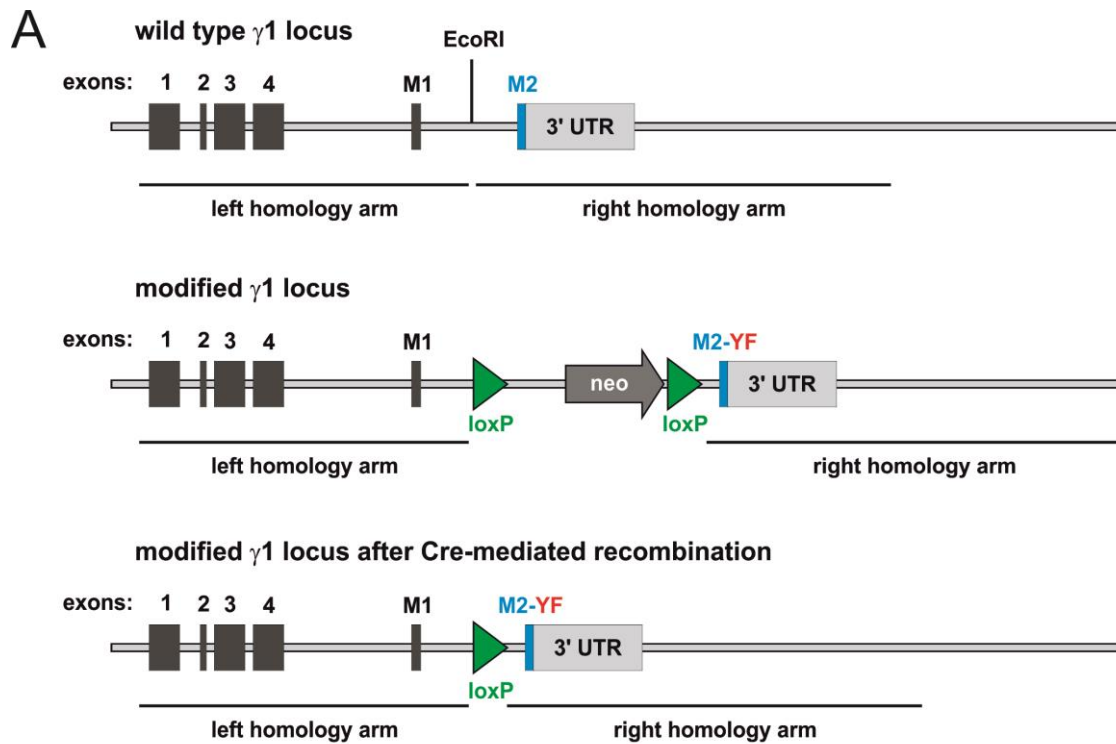 A
wild type γ1 locus
EcoRI
exons: 1 2 3 4 M1 M2
3' UTR
left homology arm right homology arm
modified γ1 locus
exons: 1 2 3 4 M1 M2-YF
neo 3' UTR
loxP loxP
left homology arm right homology arm
modified γ1 locus after Cre-mediated recombination
exons: 1 2 3 4 M1 M2-YF
3' UTR
loxP
left homology arm right homology arm